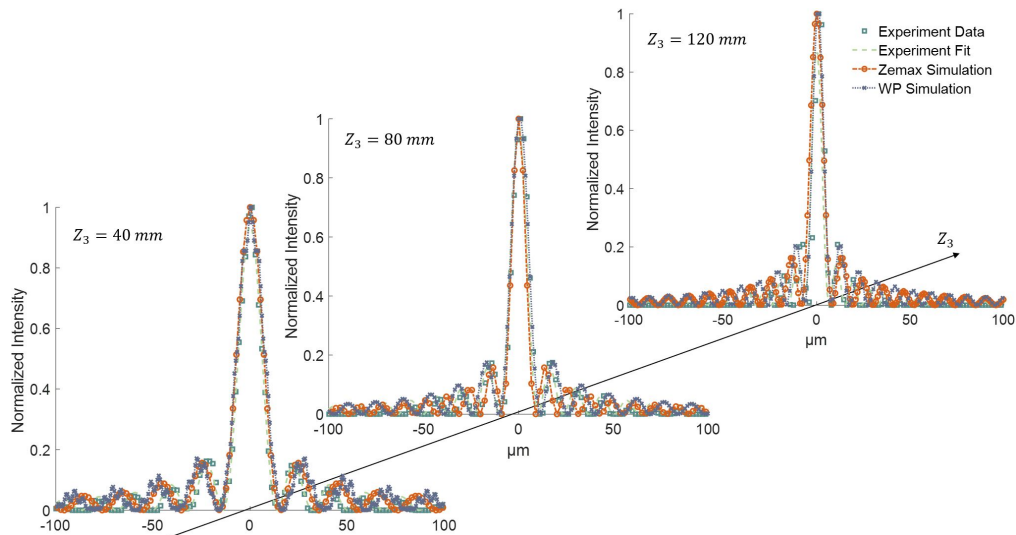 Z₃ = 120 mm
Experiment Data
Experiment Fit
Zemax Simulation
WP Simulation
Normalized Intensity
1
0.8
0.6
0.4
0.2
0
-100
-50
0
50
100
µm
Z₃
Z₃ = 80 mm
Normalized Intensity
1
0.8
0.6
0.4
0.2
0
-100
-50
0
50
100
µm
Z₃ = 40 mm
Normalized Intensity
1
0.8
0.6
0.4
0.2
0
-100
-50
0
50
100